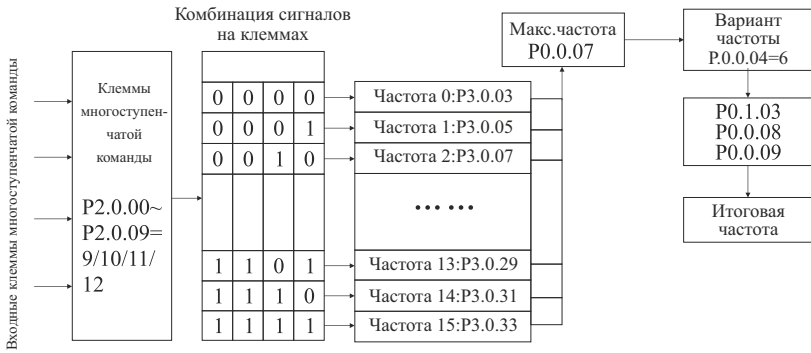 Входные клеммы многоступенчатой команды
Клеммы
многоступен-
чатой
команды
P2.0.00~
P2.0.09=
9/10/11/
12
Комбинация сигналов
на клеммах
0 0 0 0
0 0 0 1
0 0 1 0
1 1 0 1
1 1 1 0
1 1 1 1
Частота 0:P3.0.03
Частота 1:P3.0.05
Частота 2:P3.0.07
... ...
Частота 13:P3.0.29
Частота 14:P3.0.31
Частота 15:P3.0.33
Макс.частота
P0.0.07
Вариант
частоты
P.0.0.04=6
P0.1.03
P0.0.08
P0.0.09
Итоговая
частота